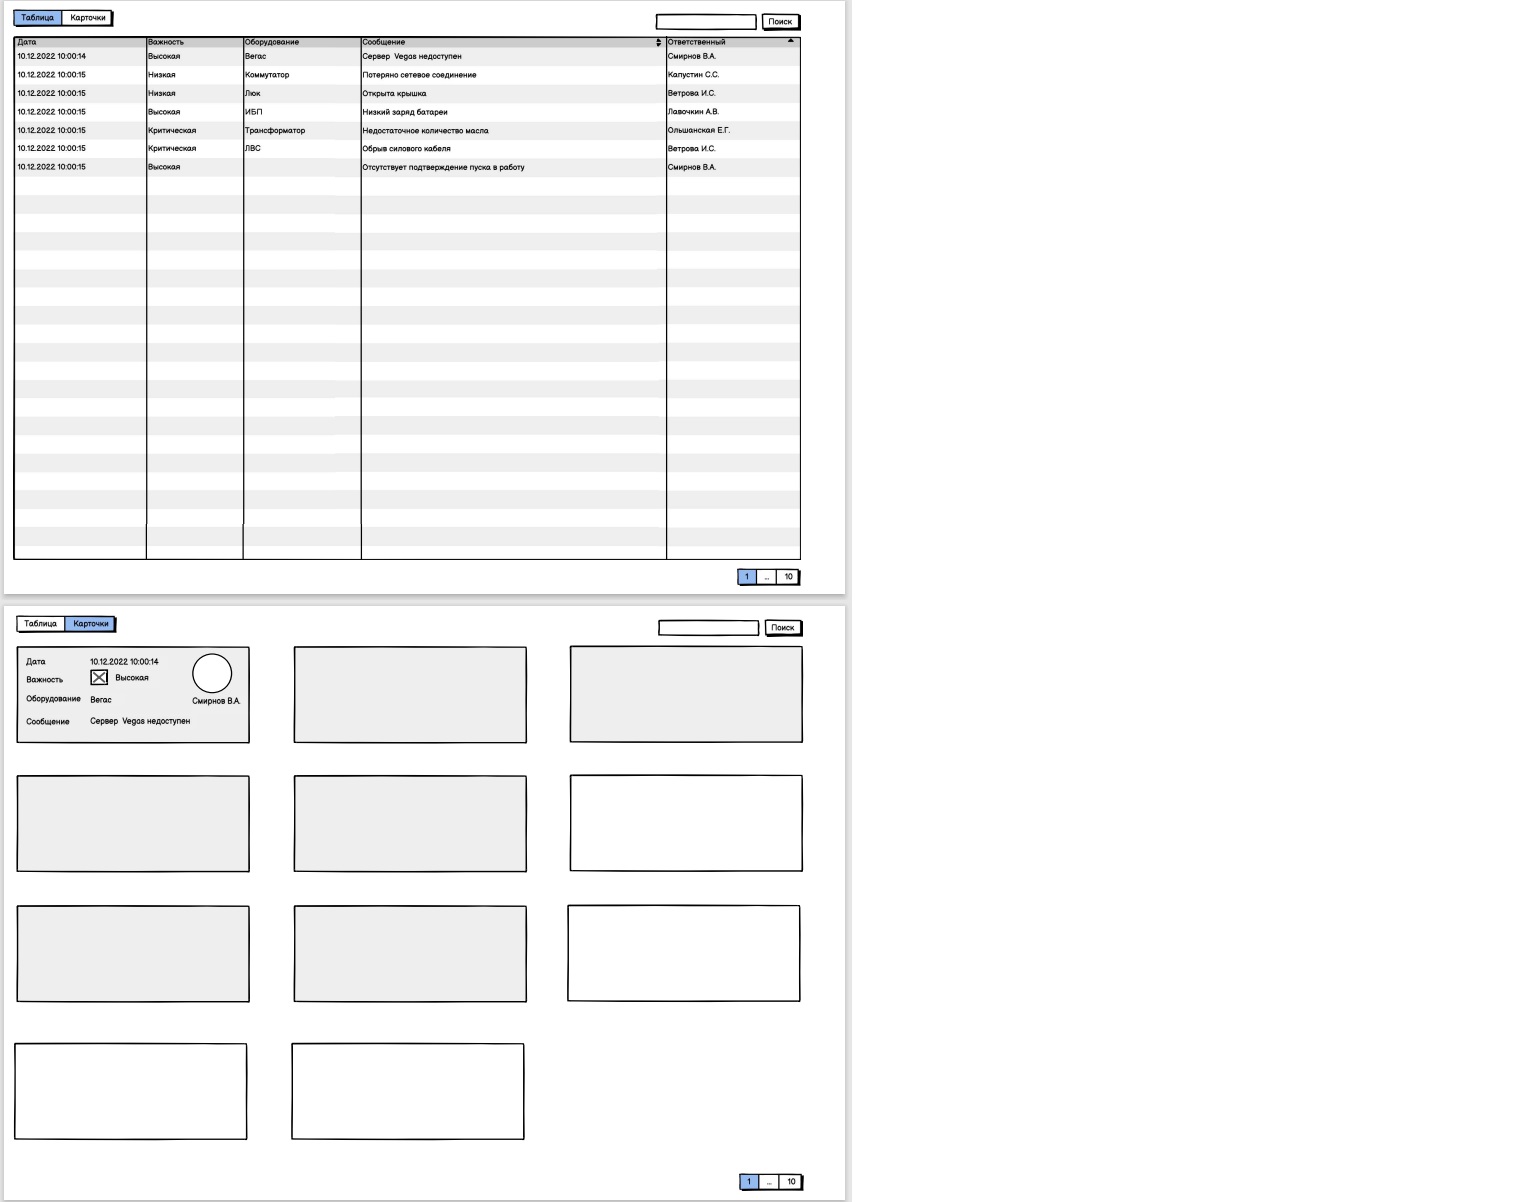 Таблица Карточки Поиск
Дата Важность Оборудование Сообщение Ответственный
10.12.2022 10:00:14 Высокая Вегас Сервер Vegas недоступен Смирнов В.А.
10.12.2022 10:00:15 Низкая Коммутатор Потеряно сетевое соединение Капустин С.С.
10.12.2022 10:00:15 Низкая Люк Открыта крышка Ветрова И.С.
10.12.2022 10:00:15 Высокая ИБП Низкий заряд батареи Лавочкин А.В.
10.12.2022 10:00:15 Критическая Трансформатор Недостаточное количество масла Ольшанская Е.Г.
10.12.2022 10:00:15 Критическая ЛВС Обрыв силового кабеля Ветрова И.С.
10.12.2022 10:00:15 Высокая Отсутствует подтверждение пуска в работу Смирнов В.А.
1 ... 10
Таблица Карточки Поиск
Дата 10.12.2022 10:00:14
Важность Высокая
Оборудование Вегас Смирнов В.А.
Сообщение Сервер Vegas недоступен
1 ... 10